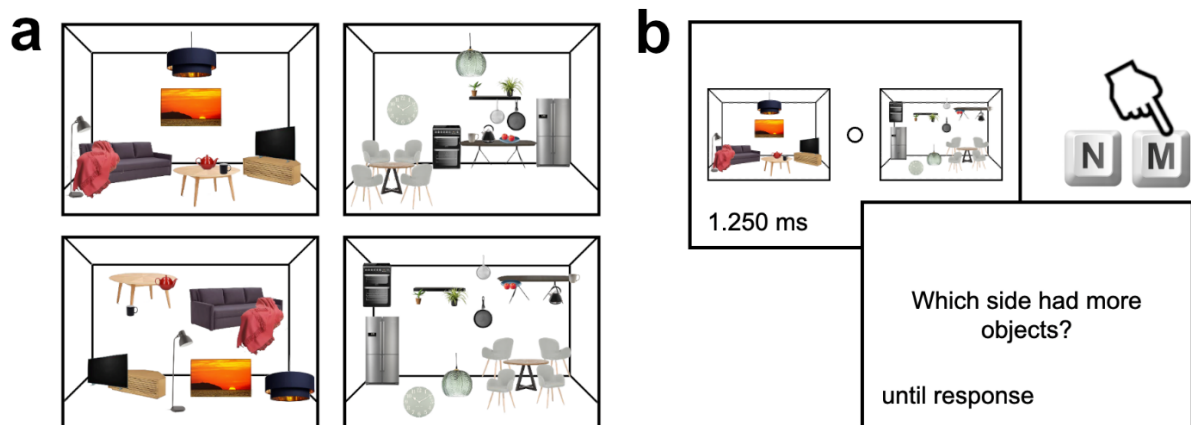 a
b
N M
1.250 ms
Which side had more
objects?
until response